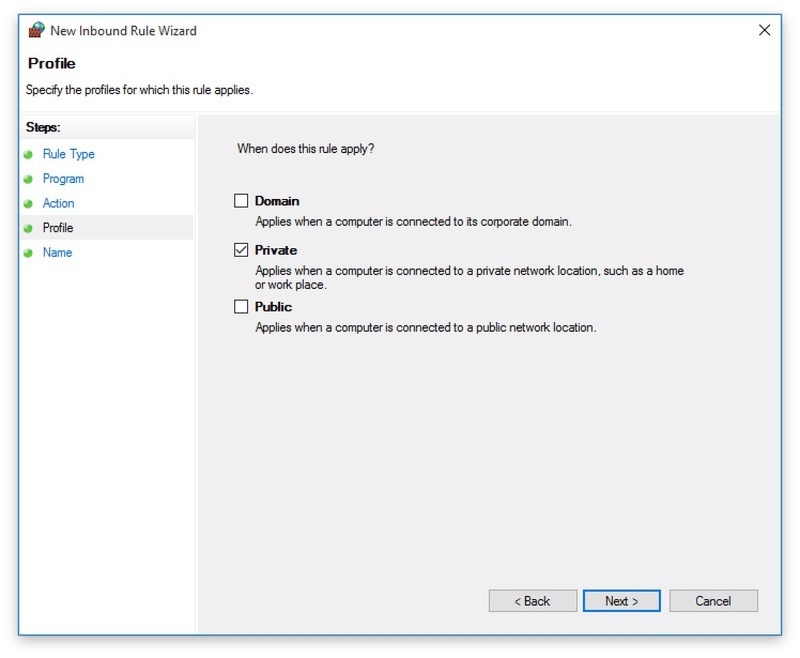 New Inbound Rule Wizard
Profile
Specify the profiles for which this rule applies.
Steps:
Rule Type
Program
Action
Profile
Name
When does this rule apply?
Domain
Applies when a computer is connected to its corporate domain.
Private
Applies when a computer is connected to a private network location, such as a home
or work place.
Public
Applies when a computer is connected to a public network location.
< Back
Next >
Cancel